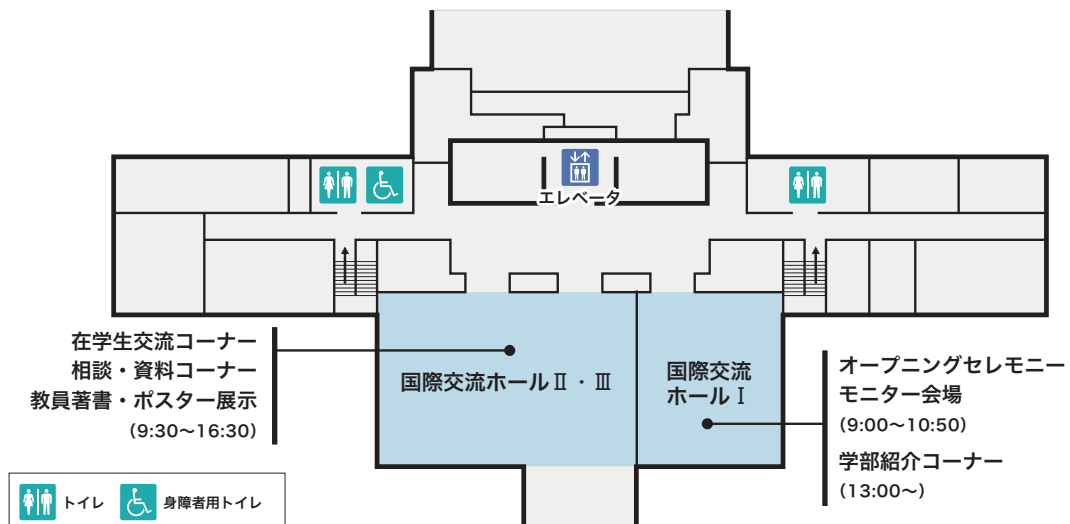 エレベータ
在学生交流コーナー
相談・資料コーナー
教員著書・ポスター展示
(9:30〜16:30)
国際交流ホールⅡ・Ⅲ
国際交流
ホールⅠ
オープニングセレモニー
モニター会場
(9:00〜10:50)
学部紹介コーナー
(13:00〜)
トイレ
身障者用トイレ